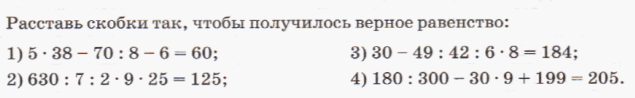 Расставь скобки так, чтобы получилось верное равенство:
1) 5 · 38 – 70 : 8 – 6 = 60; 3) 30 – 49 : 42 : 6 · 8 = 184;
2) 630 : 7 : 2 · 9 · 25 = 125; 4) 180 : 300 – 30 · 9 + 199 = 205.